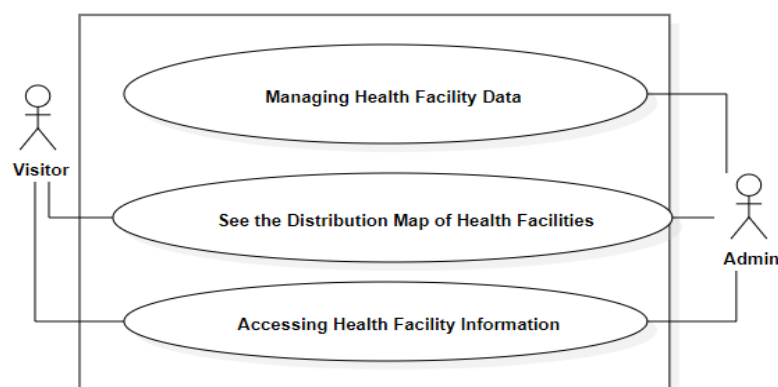 Managing Health Facility Data
Visitor
See the Distribution Map of Health Facilities
Admin
Accessing Health Facility Information